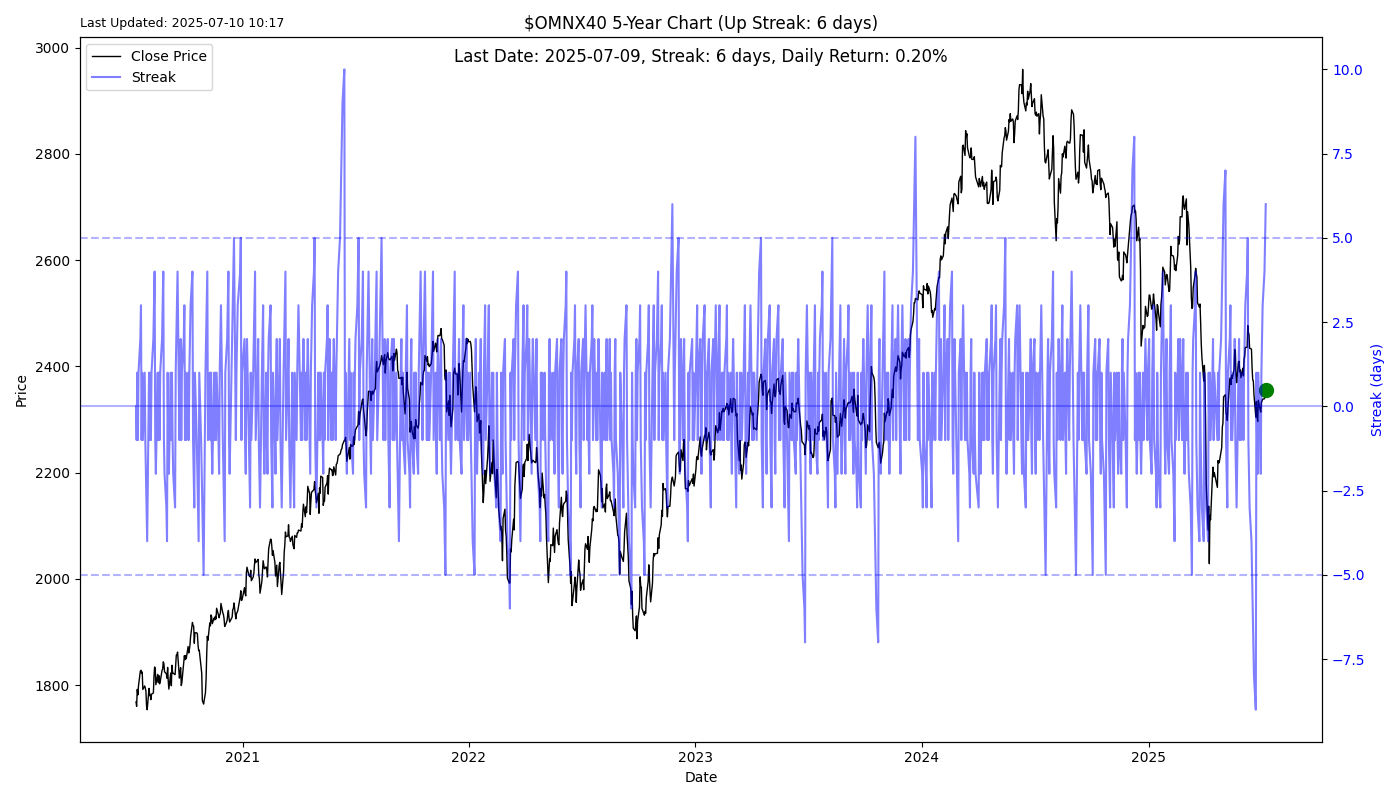 Last Updated: 2025-07-10 10:17
$OMNX40 5-Year Chart (Up Streak: 6 days)
Last Date: 2025-07-09, Streak: 6 days, Daily Return: 0.20%
Close Price
Streak
Price
3000
2800
2600
2400
2200
2000
1800
10.0
7.5
5.0
2.5
0.0
−2.5
−5.0
−7.5
Streak (days)
2021
2022
2023
2024
2025
Date